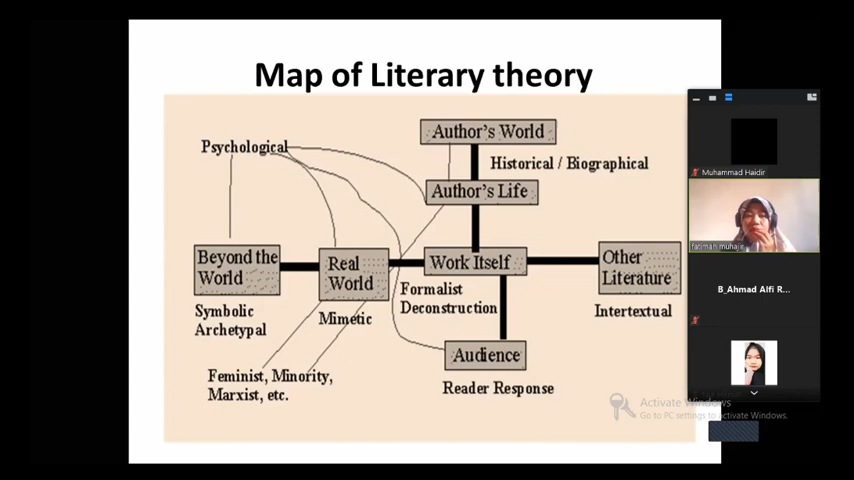 Map of Literary theory
Psychological
Author's World
Historical / Biographical
Author's Life
Beyond the
World
Real
World
Work Itself
Other
Literature
Symbolic
Archetypal
Mimetic
Formalist
Deconstruction
Intertextual
Audience
Feminist, Minority,
Marxist, etc.
Reader Response
Muhammad Haidir
fatimah muhajir
B_Ahmad Alfi R...
Activate Windows
Go to PC settings to activate Windows.